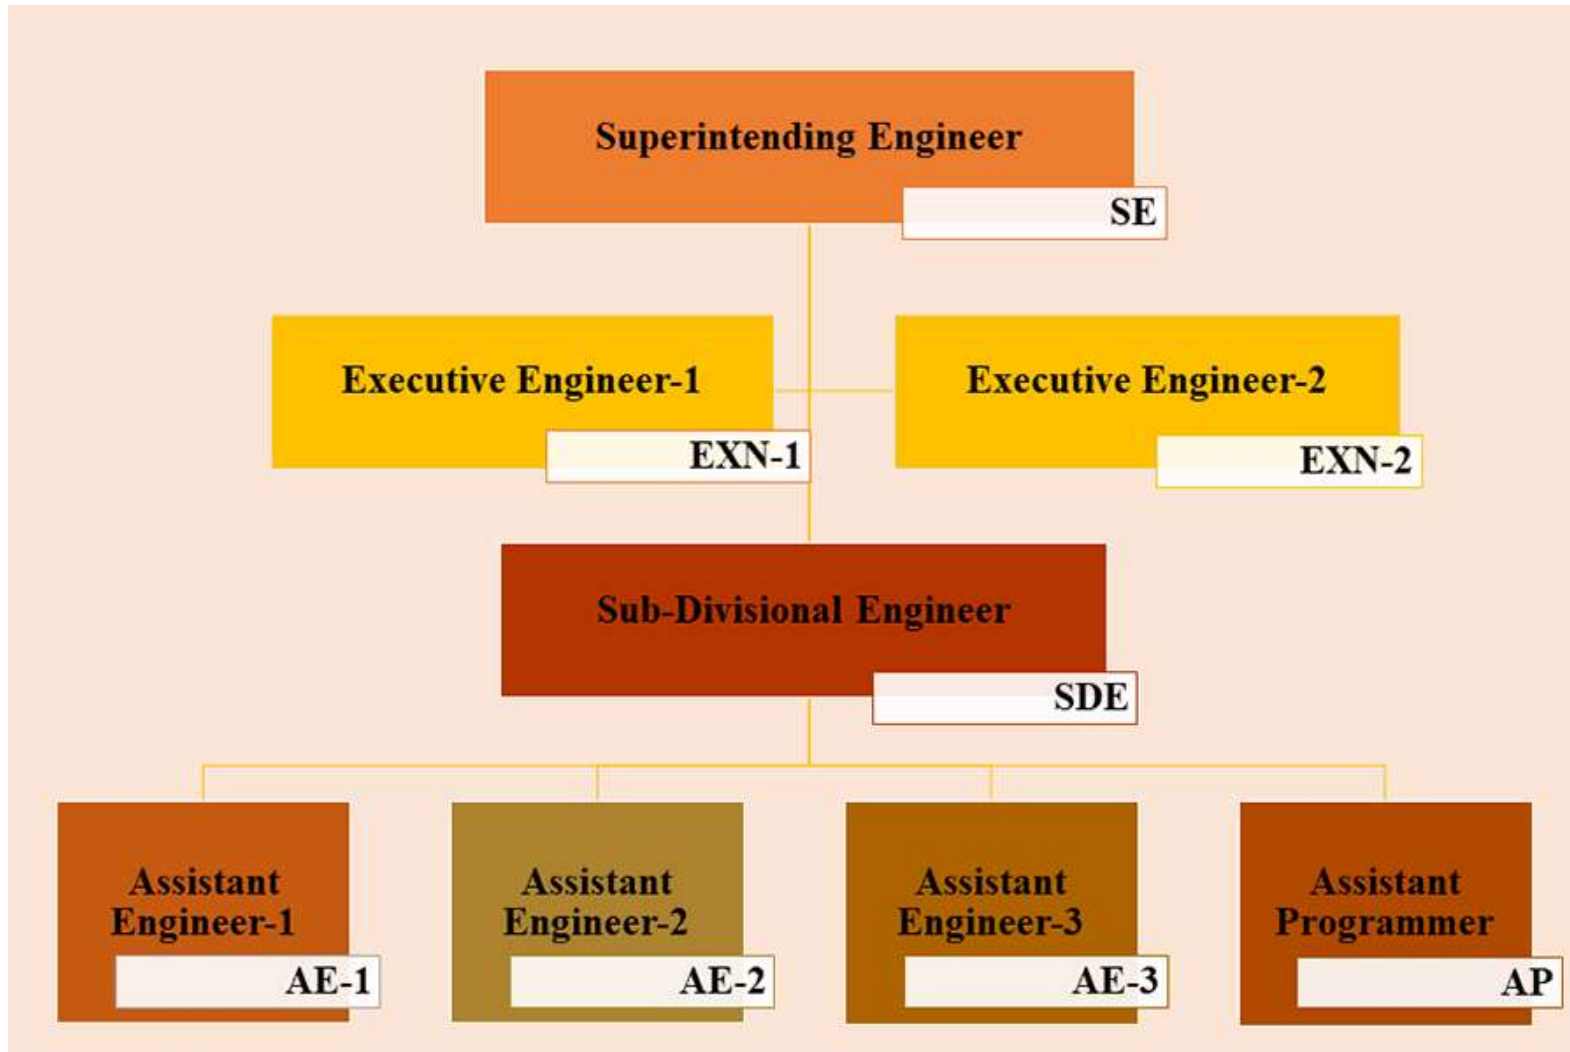 Superintending Engineer
SE
Executive Engineer-1
EXN-1
Executive Engineer-2
EXN-2
Sub-Divisional Engineer
SDE
Assistant
Engineer-1
AE-1
Assistant
Engineer-2
AE-2
Assistant
Engineer-3
AE-3
Assistant
Programmer
AP